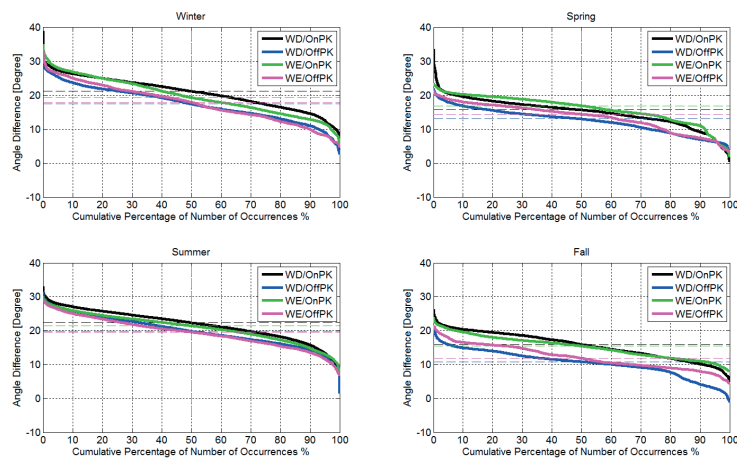 Winter
Angle Difference [Degree]
40
30
20
10
0
-10
WD/OnPK
WD/OffPK
WE/OnPK
WE/OffPK
0 10 20 30 40 50 60 70 80 90 100
Cumulative Percentage of Number of Occurrences %
Spring
Angle Difference [Degree]
40
30
20
10
0
-10
WD/OnPK
WD/OffPK
WE/OnPK
WE/OffPK
0 10 20 30 40 50 60 70 80 90 100
Cumulative Percentage of Number of Occurrences %
Summer
Angle Difference [Degree]
40
30
20
10
0
-10
WD/OnPK
WD/OffPK
WE/OnPK
WE/OffPK
0 10 20 30 40 50 60 70 80 90 100
Cumulative Percentage of Number of Occurrences %
Fall
Angle Difference [Degree]
40
30
20
10
0
-10
WD/OnPK
WD/OffPK
WE/OnPK
WE/OffPK
0 10 20 30 40 50 60 70 80 90 100
Cumulative Percentage of Number of Occurrences %